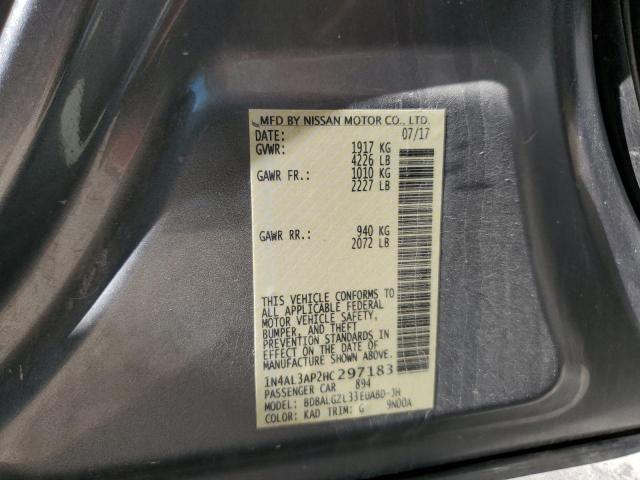 MFD BY NISSAN MOTOR CO., LTD.
DATE: 07/17
GVWR: 1917 KG
4226 LB
GAWR FR.: 1010 KG
2227 LB
GAWR RR.: 940 KG
2072 LB
THIS VEHICLE CONFORMS TO
ALL APPLICABLE FEDERAL
MOTOR VEHICLE SAFETY,
BUMPER, AND THEFT
PREVENTION STANDARDS IN
EFFECT ON THE DATE OF
MANUFACTURE SHOWN ABOVE.
1N4AL3AP2HC297183
PASSENGER CAR 894
MODEL: BDBALGZL33EUABD-JH
COLOR: KAD TRIM: G 9N00A